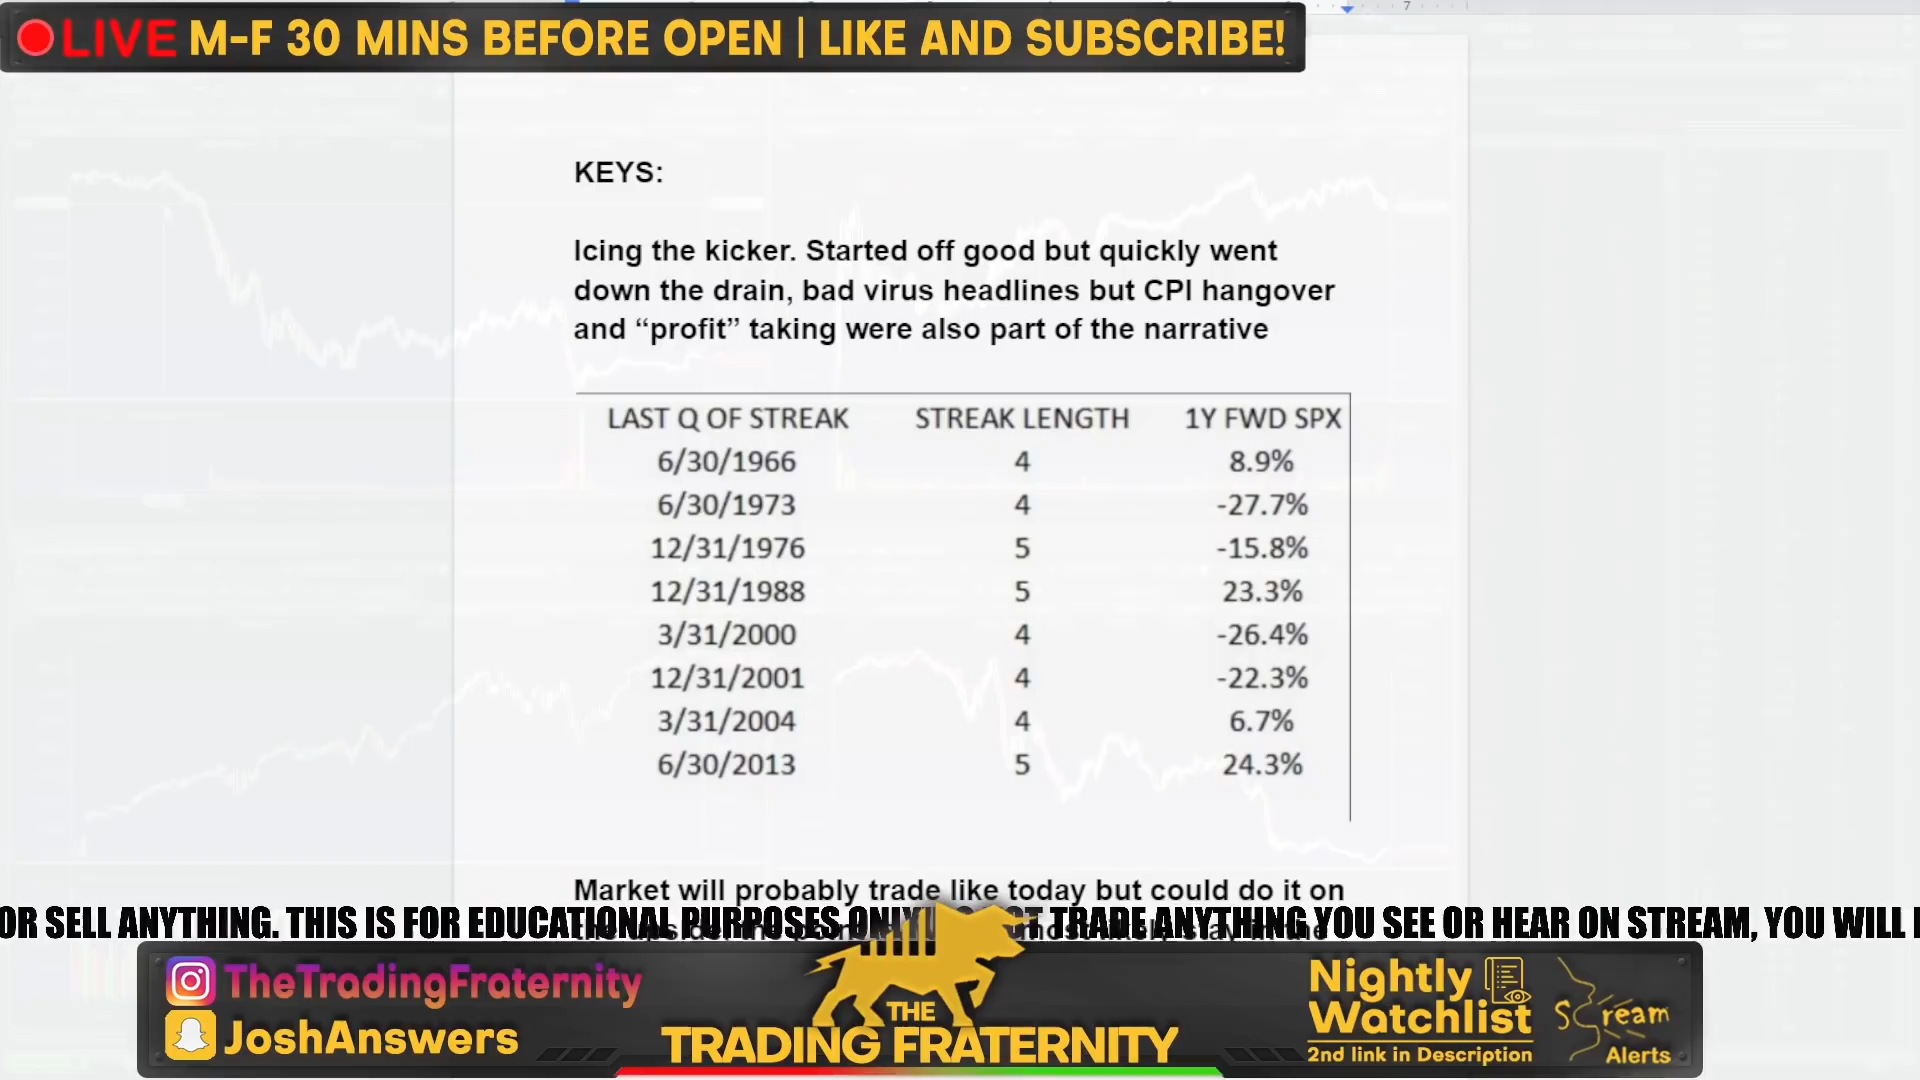 7
LIVE M-F 30 MINS BEFORE OPEN | LIKE AND SUBSCRIBE!
KEYS:
Icing the kicker. Started off good but quickly went
down the drain, bad virus headlines but CPI hangover
and “profit” taking were also part of the narrative
LAST Q OF STREAK STREAK LENGTH 1Y FWD SPX
6/30/1966 4 8.9%
6/30/1973 4 -27.7%
12/31/1976 5 -15.8%
12/31/1988 5 23.3%
3/31/2000 4 -26.4%
12/31/2001 4 -22.3%
3/31/2004 4 6.7%
6/30/2013 5 24.3%
Market will probably trade like today but could do it on
OR SELL ANYTHING. THIS IS FOR EDUCATIONAL PURPOSES ONLY TRADE ANYTHING YOU SEE OR HEAR ON STREAM, YOU WILL
most likely stay in the
TheTradingFraternity
JoshAnswers
THE
TRADING FRATERNITY
Nightly
Watchlist
2nd link in Description
Scream
Alerts